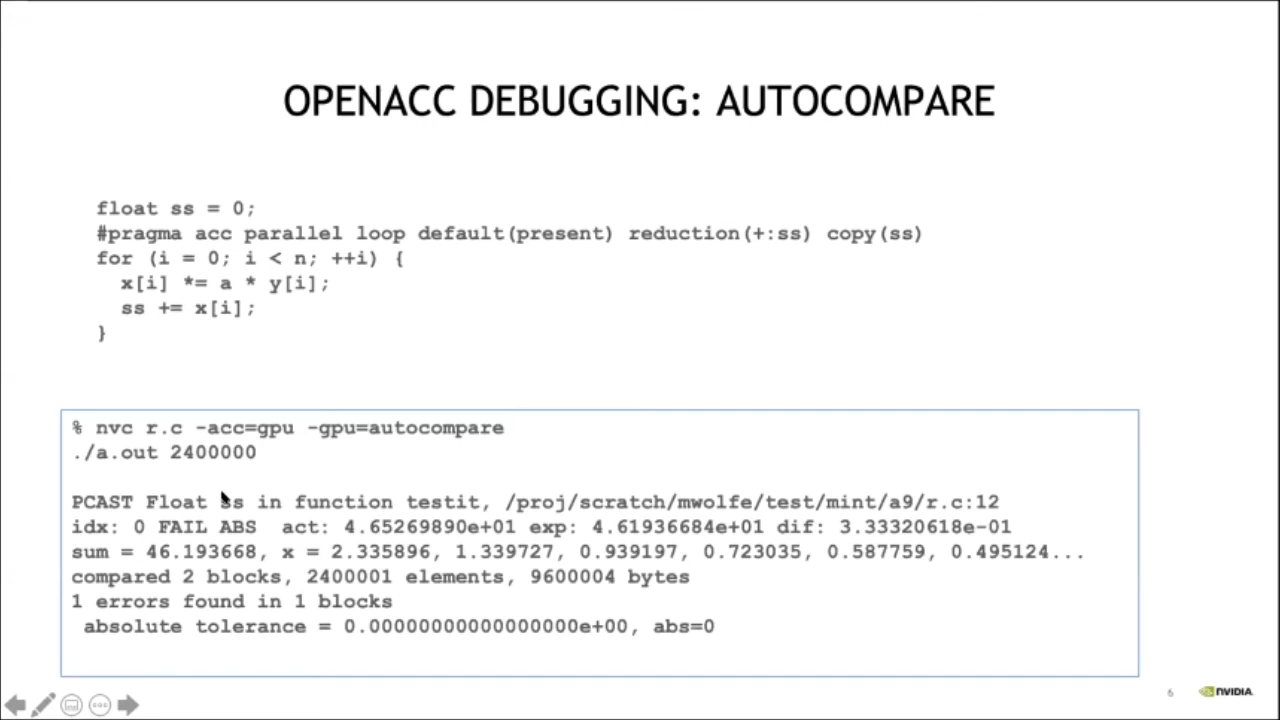 OPENACC DEBUGGING: AUTOCOMPARE
float ss = 0;
#pragma acc parallel loop default(present) reduction(+:ss) copy(ss)
for (i = 0; i < n; ++i) {
  x[i] *= a * y[i];
  ss += x[i];
}
% nvc r.c -acc=gpu -gpu=autocompare
./a.out 2400000
PCAST Float ss in function testit, /proj/scratch/mwolfe/test/mint/a9/r.c:12
idx: 0 FAIL ABS  act: 4.65269890e+01 exp: 4.61936684e+01 dif: 3.33320618e-01
sum = 46.193668, x = 2.335896, 1.339727, 0.939197, 0.723035, 0.587759, 0.495124...
compared 2 blocks, 2400001 elements, 9600004 bytes
1 errors found in 1 blocks
 absolute tolerance = 0.00000000000000000e+00, abs=0
6
NVIDIA